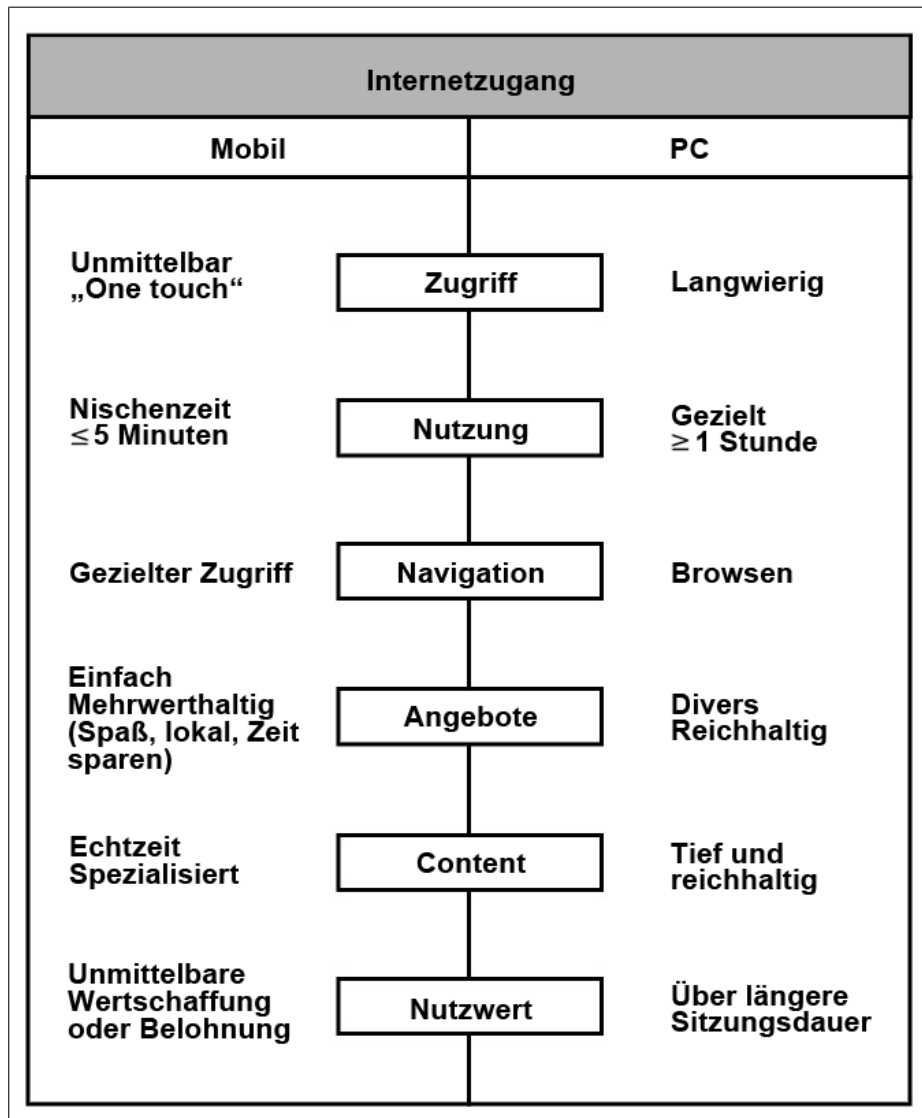 Internetzugang
Mobil
PC
Unmittelbar
„One touch“
Zugriff
Langwierig
Nischenzeit
≤ 5 Minuten
Nutzung
Gezielt
≥ 1 Stunde
Gezielter Zugriff
Navigation
Browsen
Einfach
Mehrwerthaltig
(Spaß, lokal, Zeit
sparen)
Angebote
Divers
Reichhaltig
Echtzeit
Spezialisiert
Content
Tief und
reichhaltig
Unmittelbare
Wertschaffung
oder Belohnung
Nutzwert
Über längere
Sitzungsdauer